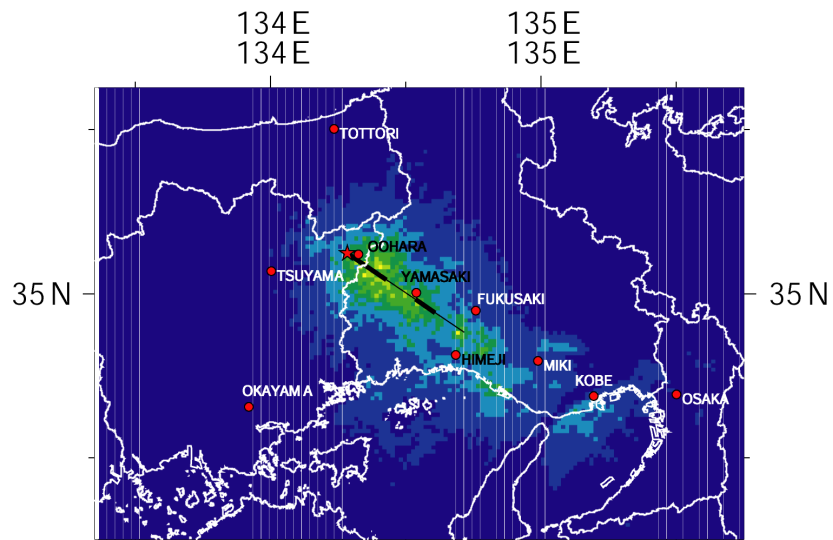 134E 135E
134E 135E
TOTTORI
OOHARA
TSUYAMA
YAMASAKI
35N 35N
FUKUSAKI
HIMEJI
MIKI
KOBE
OKAYAMA
OSAKA